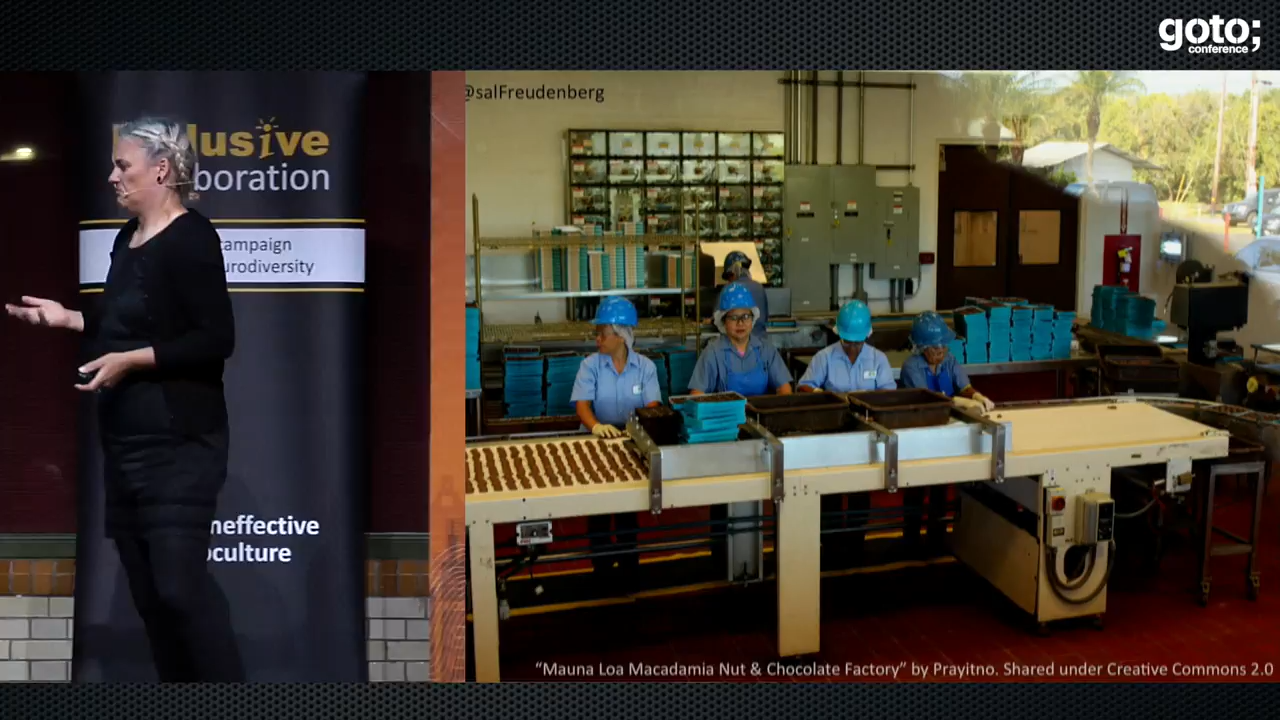 goto;
conference
@salFreudenberg
lusive
boration
campaign
urodiversity
neffective
oculture
“Mauna Loa Macadamia Nut & Chocolate Factory” by Prayitno. Shared under Creative Commons 2.0